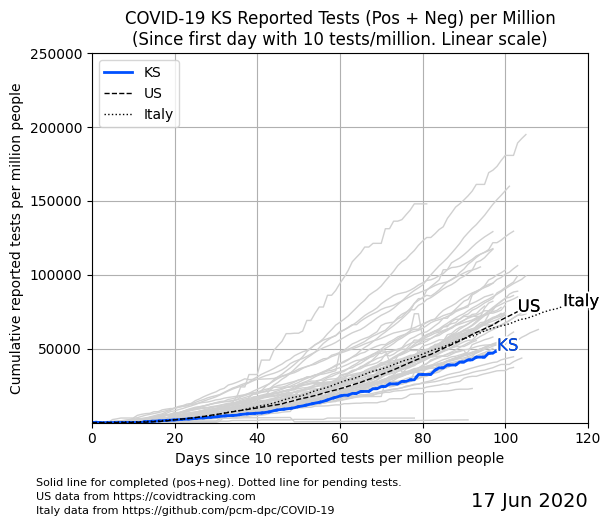 COVID-19 KS Reported Tests (Pos + Neg) per Million
(Since first day with 10 tests/million. Linear scale)
Cumulative reported tests per million people
250000
200000
150000
100000
50000
KS
US
Italy
US
Italy
KS
0
20
40
60
80
100
120
Days since 10 reported tests per million people
Solid line for completed (pos+neg). Dotted line for pending tests.
US data from https://covidtracking.com
Italy data from https://github.com/pcm-dpc/COVID-19
17 Jun 2020